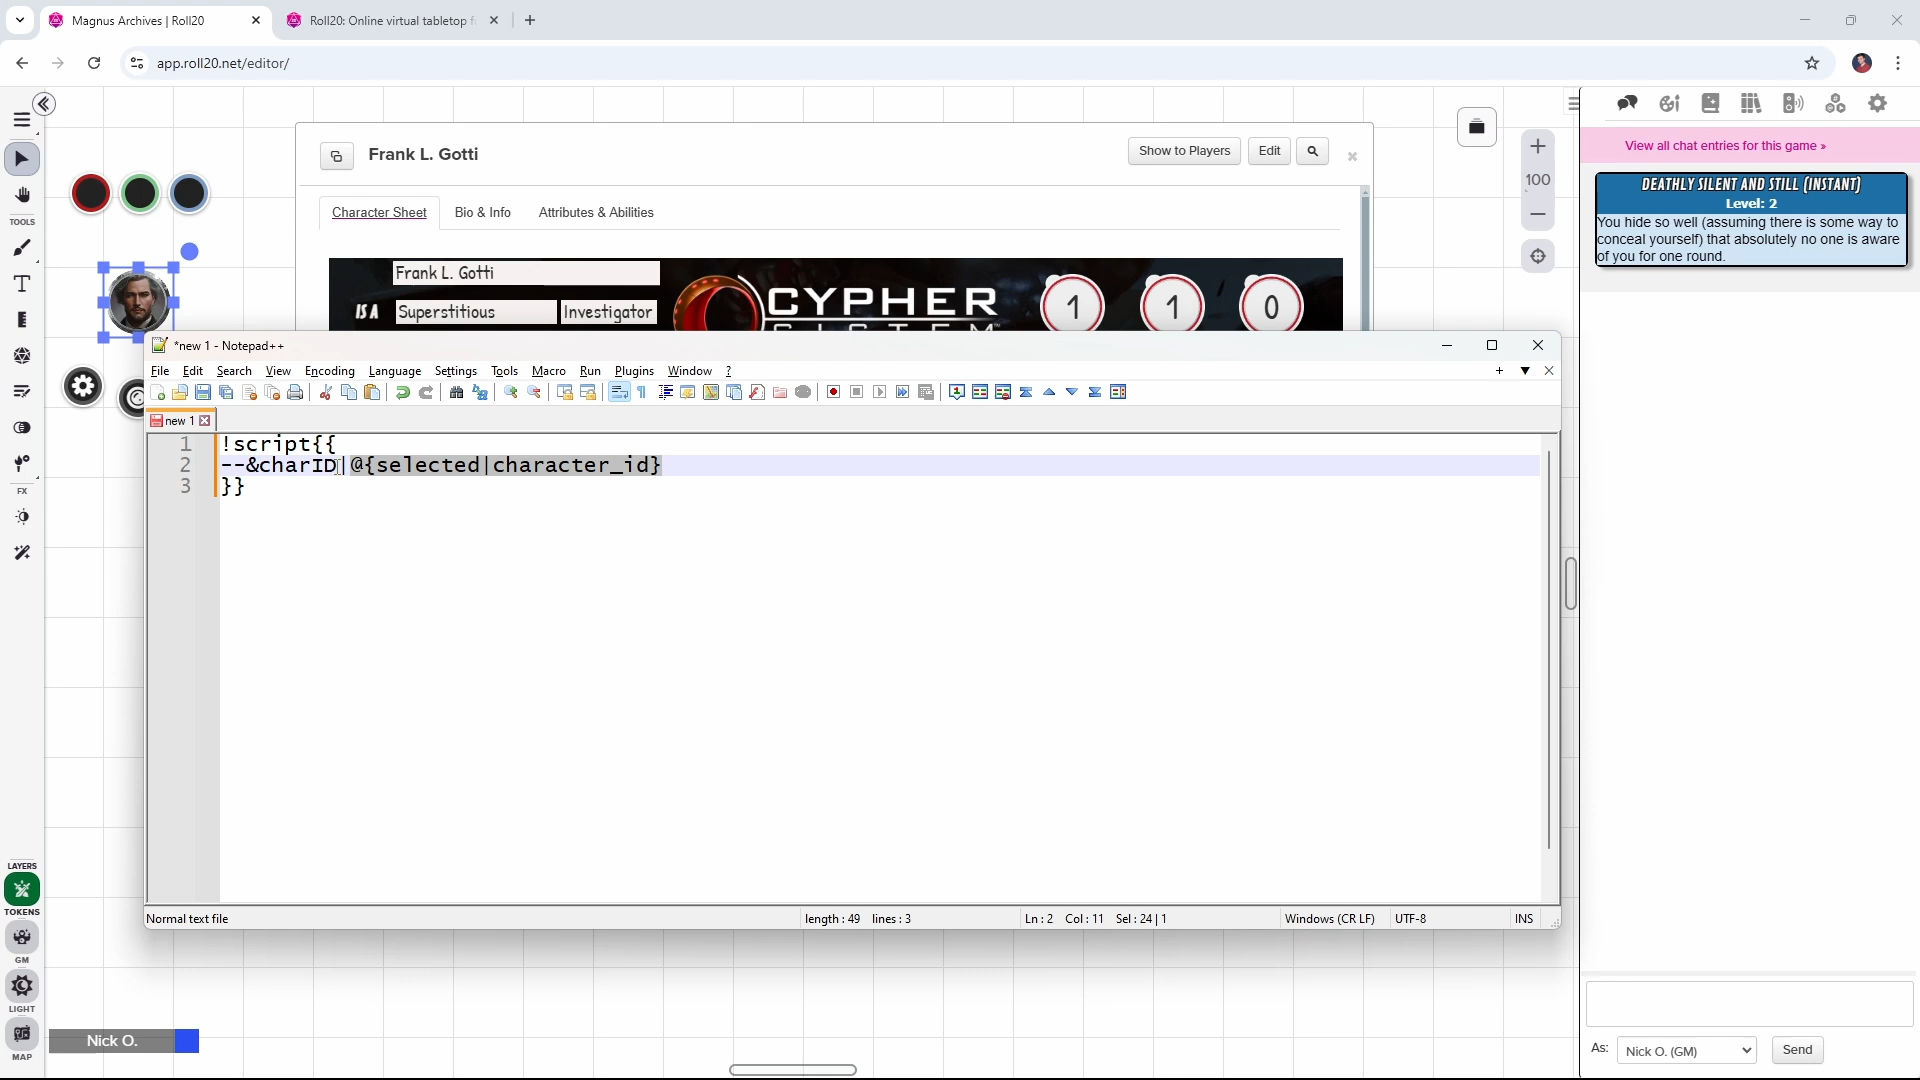 Magnus Archives | Roll20
Roll20: Online virtual tabletop f
app.roll20.net/editor/
View all chat entries for this game »
Frank L. Gotti
Show to Players
Edit
100
DEATHLY SILENT AND STILL (INSTANT)
Level: 2
You hide so well (assuming there is some way to
conceal yourself) that absolutely no one is aware
of you for one round.
TOOLS
Character Sheet
Bio & Info
Attributes & Abilities
Frank L. Gotti
IS A
Superstitious
Investigator
CYPHER
SYSTEM
1
1
0
*new 1 - Notepad++
File Edit Search View Encoding Language Settings Tools Macro Run Plugins Window ?
new 1
1 !script{{
2 --&charID|@{selected|character_id}
3 }}
FX
LAYERS
TOKENS
GM
LIGHT
MAP
Normal text file
length : 49 lines : 3
Ln : 2 Col : 11 Sel : 24 | 1
Windows (CR LF)
UTF-8
INS
Nick O.
As:
Nick O. (GM)
Send